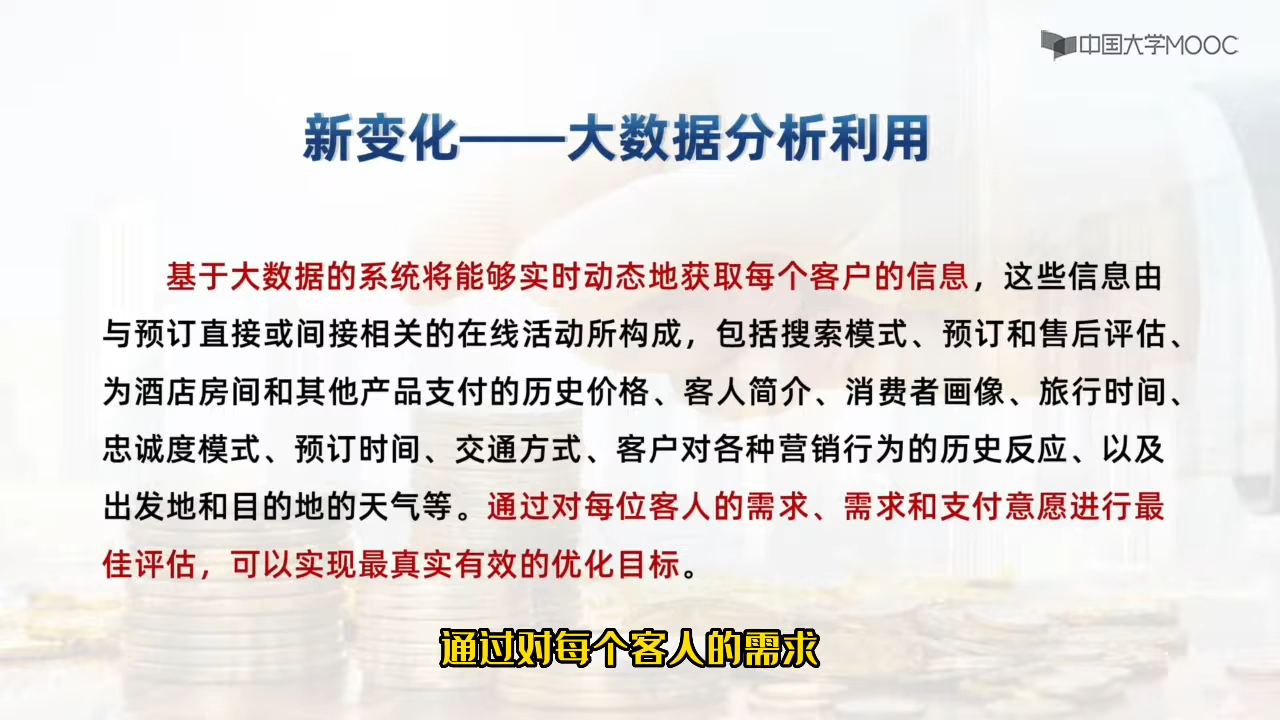 中国大学MOOC
新变化——大数据分析利用
基于大数据的系统将能够实时动态地获取每个客户的信息，这些信息由
与预订直接或间接相关的在线活动所构成，包括搜索模式、预订和售后评估、
为酒店房间和其他产品支付的历史价格、客人简介、消费者画像、旅行时间、
忠诚度模式、预订时间、交通方式、客户对各种营销行为的历史反应、以及
出发地和目的地的天气等。通过对每位客人的需求、需求和支付意愿进行最
佳评估，可以实现最真实有效的优化目标。
通过对每个客人的需求